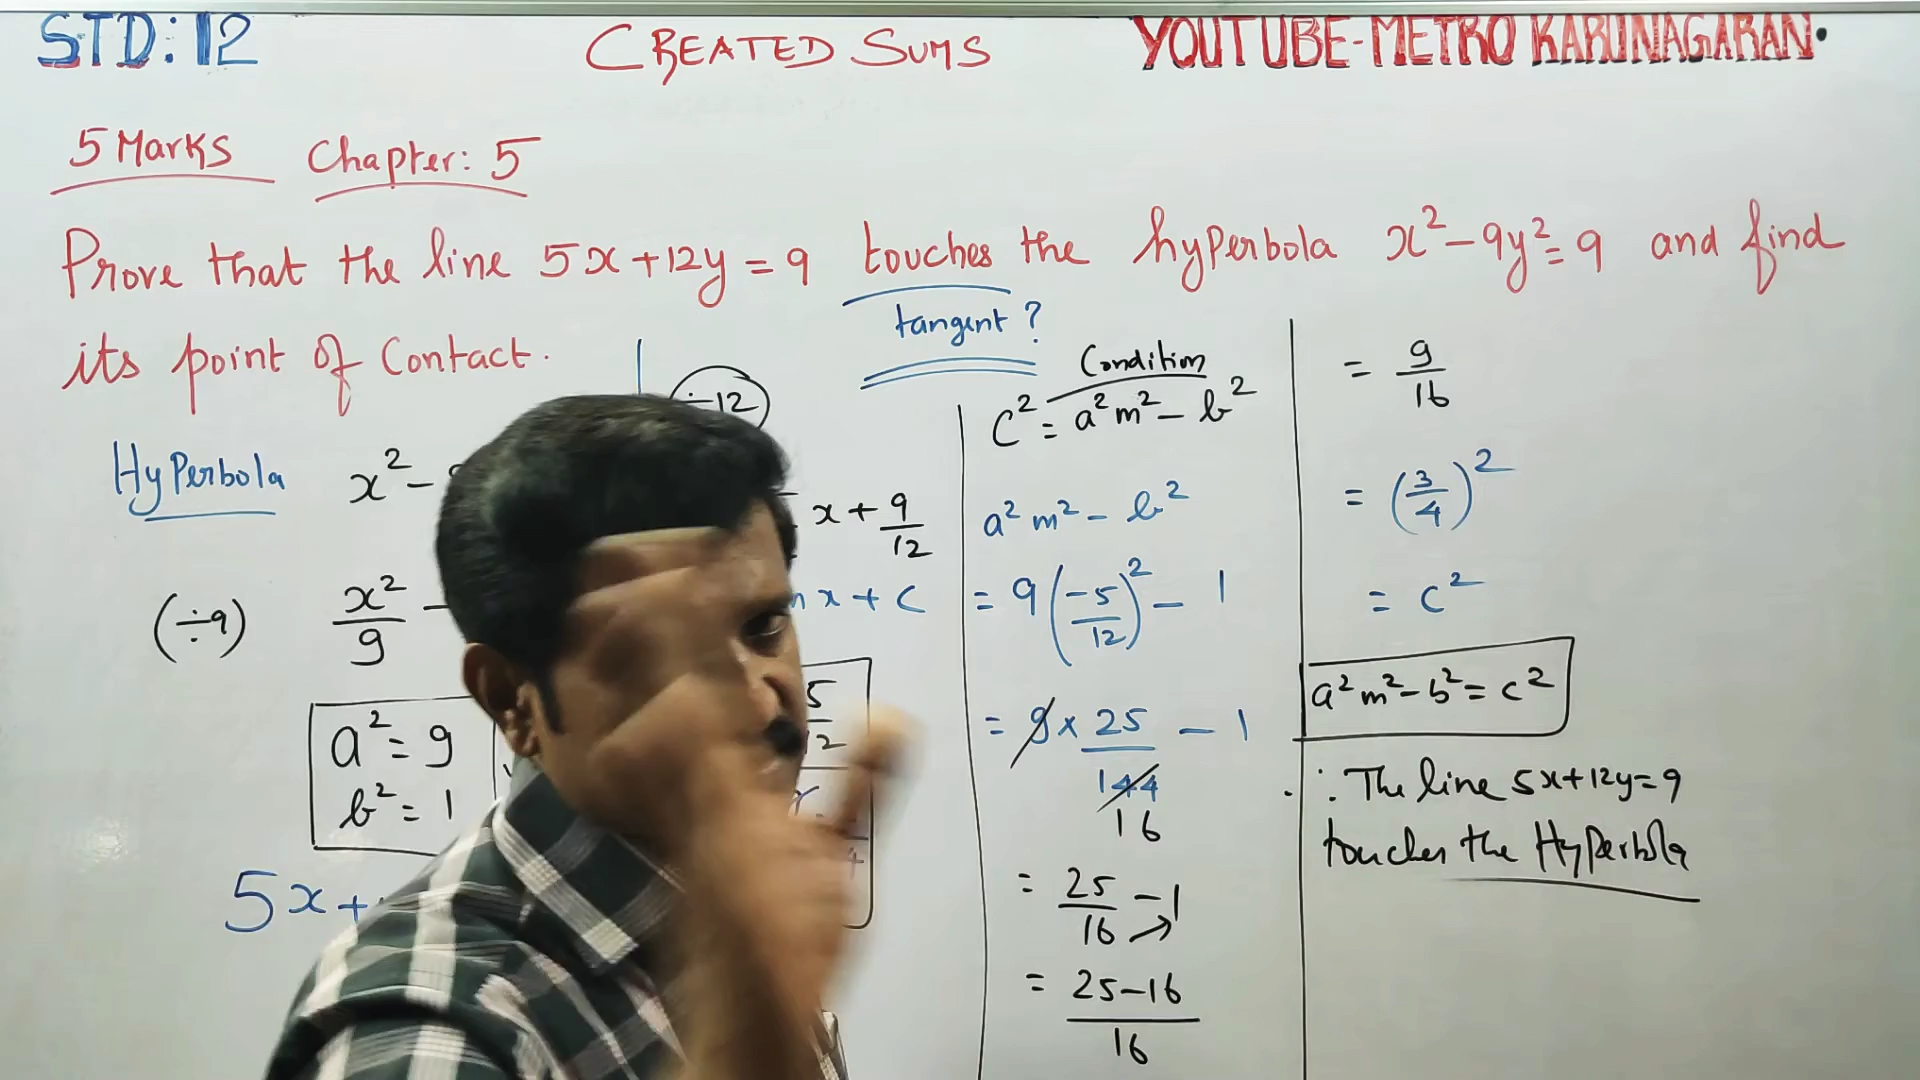 STD: 12
CREATED SUMS
YOUTUBE-METRO KARUNAGARAN.
5 Marks Chapter: 5
Prove that the line 5x+12y=9 touches the hyperbola x²-9y²=9 and find
tangent?
its point of Contact.
÷12
Hyperbola x²-
x+9/12
(÷9) x²/9 -
x+c
a²=9
b²=1
5x+
Condition
C²=a²m²-b²
a²m²-b²
=9(-5/12)²-1
=9×25/144-1
16
=25/16-1
=25-16/16
=9/16
=(3/4)²
=c²
a²m²-b²=c²
∴ The line 5x+12y=9
touches the Hyperbola